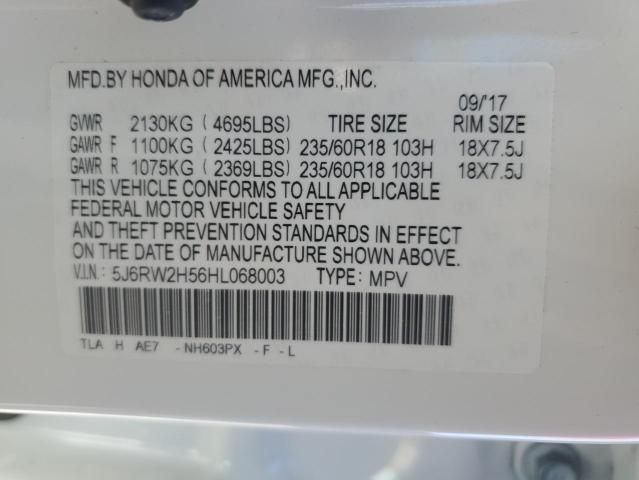 MFD.BY HONDA OF AMERICA MFG.,INC.
09/'17
GVWR 2130KG ( 4695LBS) TIRE SIZE RIM SIZE
GAWR F 1100KG ( 2425LBS) 235/60R18 103H 18X7.5J
GAWR R 1075KG ( 2369LBS) 235/60R18 103H 18X7.5J
THIS VEHICLE CONFORMS TO ALL APPLICABLE
FEDERAL MOTOR VEHICLE SAFETY
AND THEFT PREVENTION STANDARDS IN EFFECT
ON THE DATE OF MANUFACTURE SHOWN ABOVE.
V.I.N.: 5J6RW2H56HL068003 TYPE: MPV
TLA H AE7 -NH603PX -F -L